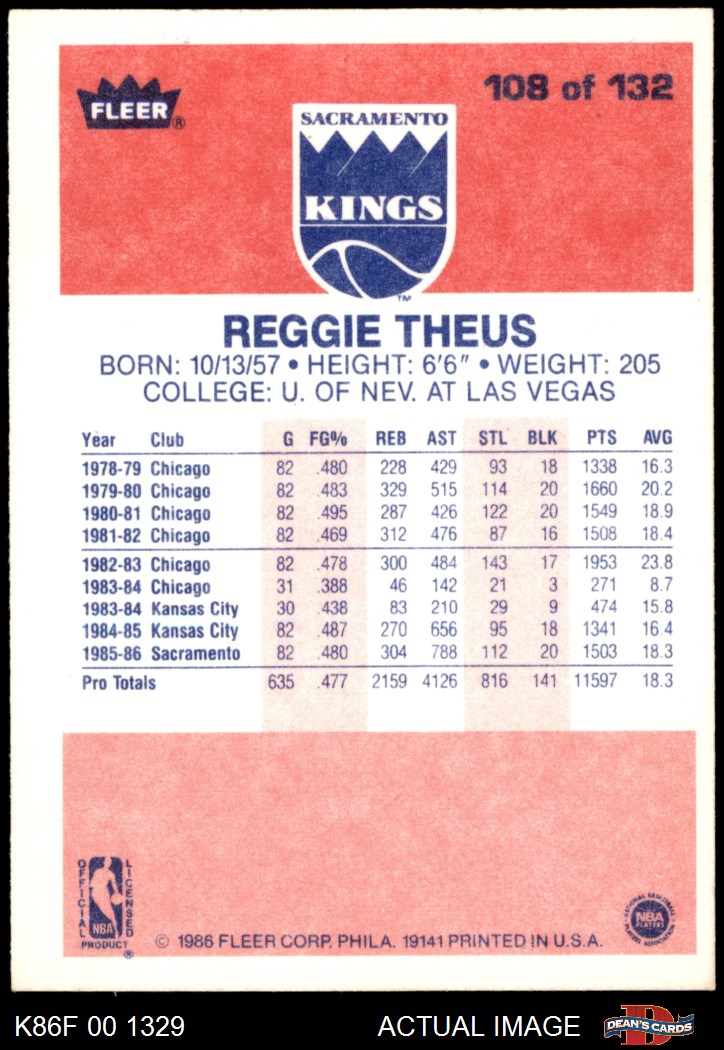 FLEER®
108 of 132
SACRAMENTO
KINGS
TM
REGGIE THEUS
BORN: 10/13/57 • HEIGHT: 6'6" • WEIGHT: 205
COLLEGE: U. OF NEV. AT LAS VEGAS
Year Club G FG% REB AST STL BLK PTS AVG
1978-79 Chicago 82 .480 228 429 93 18 1338 16.3
1979-80 Chicago 82 .483 329 515 114 20 1660 20.2
1980-81 Chicago 82 .495 287 426 122 20 1549 18.9
1981-82 Chicago 82 .469 312 476 87 16 1508 18.4
1982-83 Chicago 82 .478 300 484 143 17 1953 23.8
1983-84 Chicago 31 .388 46 142 21 3 271 8.7
1983-84 Kansas City 30 .438 83 210 29 9 474 15.8
1984-85 Kansas City 82 .487 270 656 95 18 1341 16.4
1985-86 Sacramento 82 .480 304 788 112 20 1503 18.3
Pro Totals 635 .477 2159 4126 816 141 11597 18.3
OFFICIAL
LICENSED
NBA
PRODUCT®
© 1986 FLEER CORP. PHILA. 19141 PRINTED IN U.S.A.
NATIONAL BASKETBALL
NBA
PLAYERS
PLAYERS ASSOCIATION
K86F 00 1329
ACTUAL IMAGE
D
DEAN'S CARDS